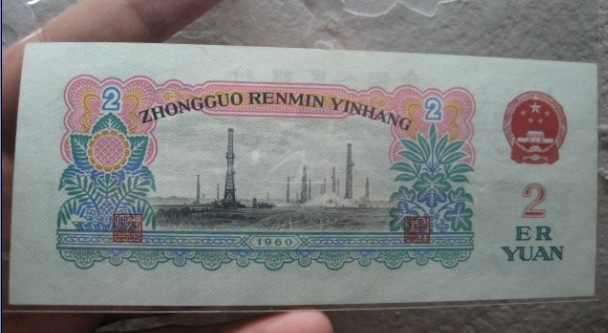 2
2
ZHONGGUO RENMIN YINHANG
1960
2
ER
YUAN